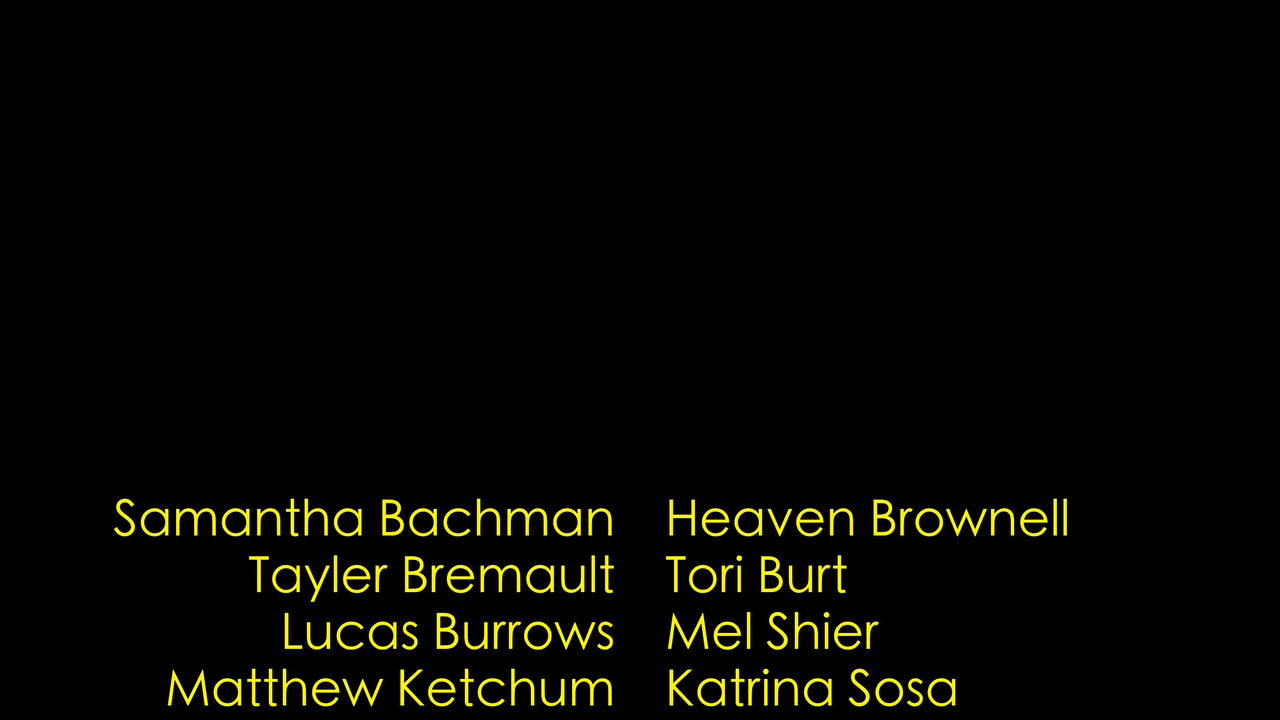 Samantha Bachman Heaven Brownell
Tayler Bremault Tori Burt
Lucas Burrows Mel Shier
Matthew Ketchum Katrina Sosa